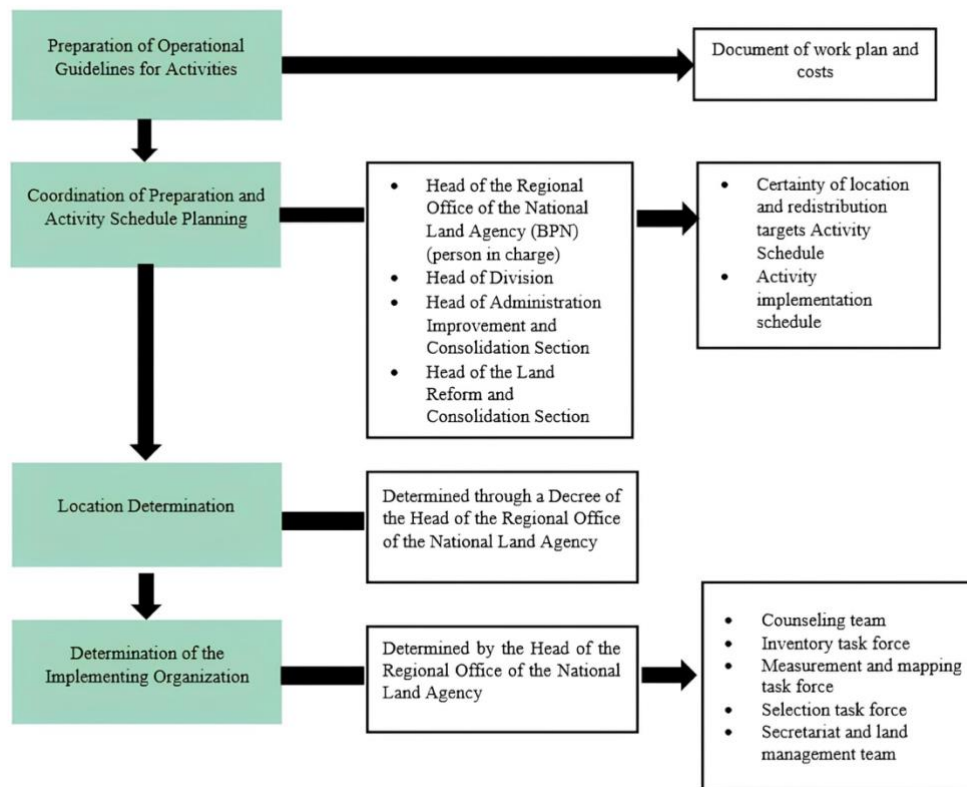 Preparation of Operational
Guidelines for Activities
Document of work plan and
costs
Coordination of Preparation and
Activity Schedule Planning
• Head of the Regional
Office of the National
Land Agency (BPN)
(person in charge)
• Head of Division
• Head of Administration
Improvement and
Consolidation Section
• Head of the Land
Reform and
Consolidation Section
• Certainty of location
and redistribution
targets Activity
Schedule
• Activity
implementation
schedule
Location Determination
Determined through a Decree of
the Head of the Regional Office
of the National Land Agency
Determination of the
Implementing Organization
Determined by the Head of the
Regional Office of the National
Land Agency
• Counseling team
• Inventory task force
• Measurement and mapping
task force
• Selection task force
• Secretariat and land
management team